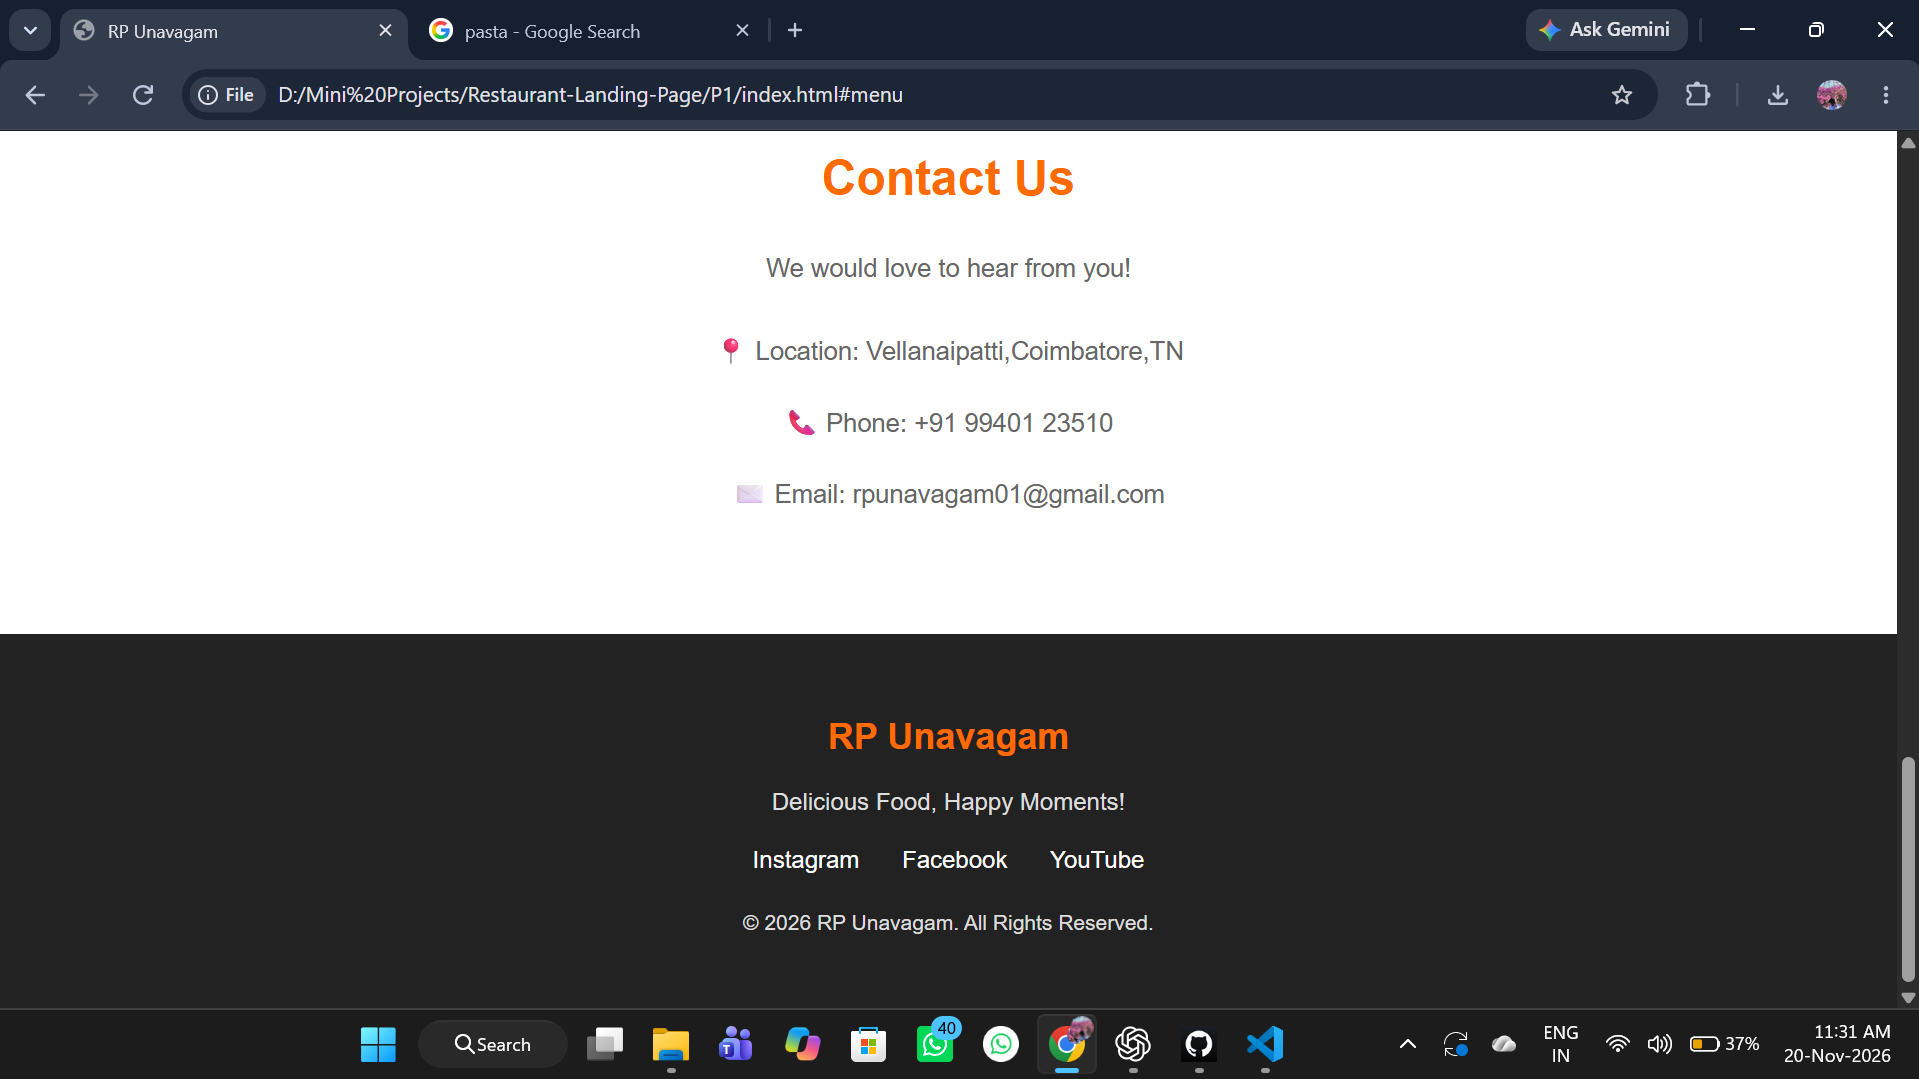 RP Unavagam
pasta - Google Search
Ask Gemini
File
D:/Mini%20Projects/Restaurant-Landing-Page/P1/index.html#menu
Contact Us
We would love to hear from you!
📍 Location: Vellanaipatti,Coimbatore,TN
📞 Phone: +91 99401 23510
✉️ Email: rpunavagam01@gmail.com
RP Unavagam
Delicious Food, Happy Moments!
Instagram Facebook YouTube
© 2026 RP Unavagam. All Rights Reserved.
Search
T
40
ENG
IN
37%
11:31 AM
20-Nov-2026